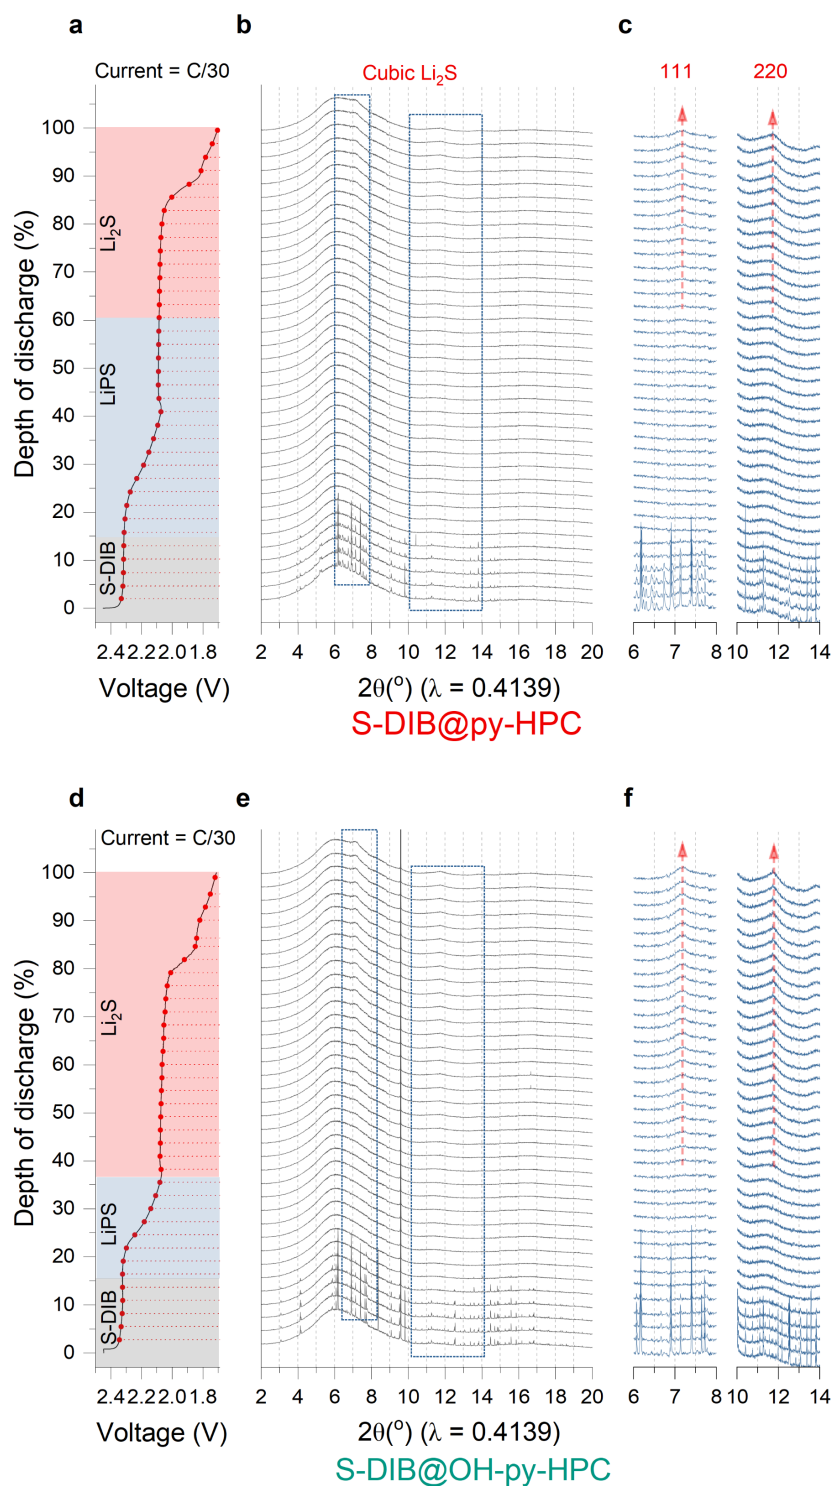 a
b
c
Current = C/30
Cubic Li₂S
111
220
Depth of discharge (%)
100
90
80
70
60
50
40
30
20
10
0
Li₂S
LiPS
S-DIB
2.4 2.2 2.0 1.8
Voltage (V)
2 4 6 8 10 12 14 16 18 20
2θ(°) (λ = 0.4139)
6 7 8
10 12 14
S-DIB@py-HPC
d
e
f
Current = C/30
Depth of discharge (%)
100
90
80
70
60
50
40
30
20
10
0
Li₂S
LiPS
S-DIB
2.4 2.2 2.0 1.8
Voltage (V)
2 4 6 8 10 12 14 16 18 20
2θ(°) (λ = 0.4139)
6 7 8
10 12 14
S-DIB@OH-py-HPC